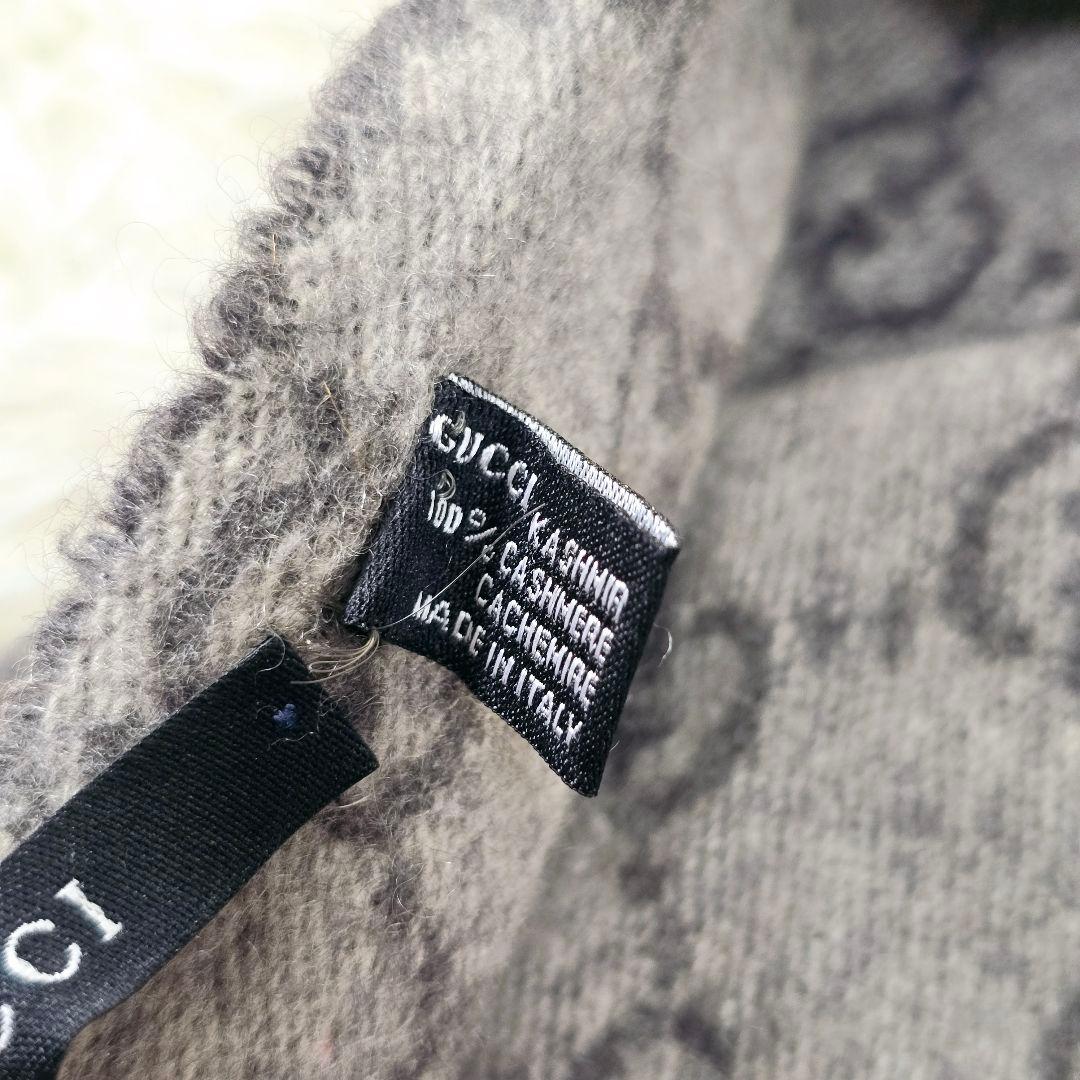 GUCCI
100% KASHMIR
CASHMERE
CACHEMIRE
MADE IN ITALY
CCI